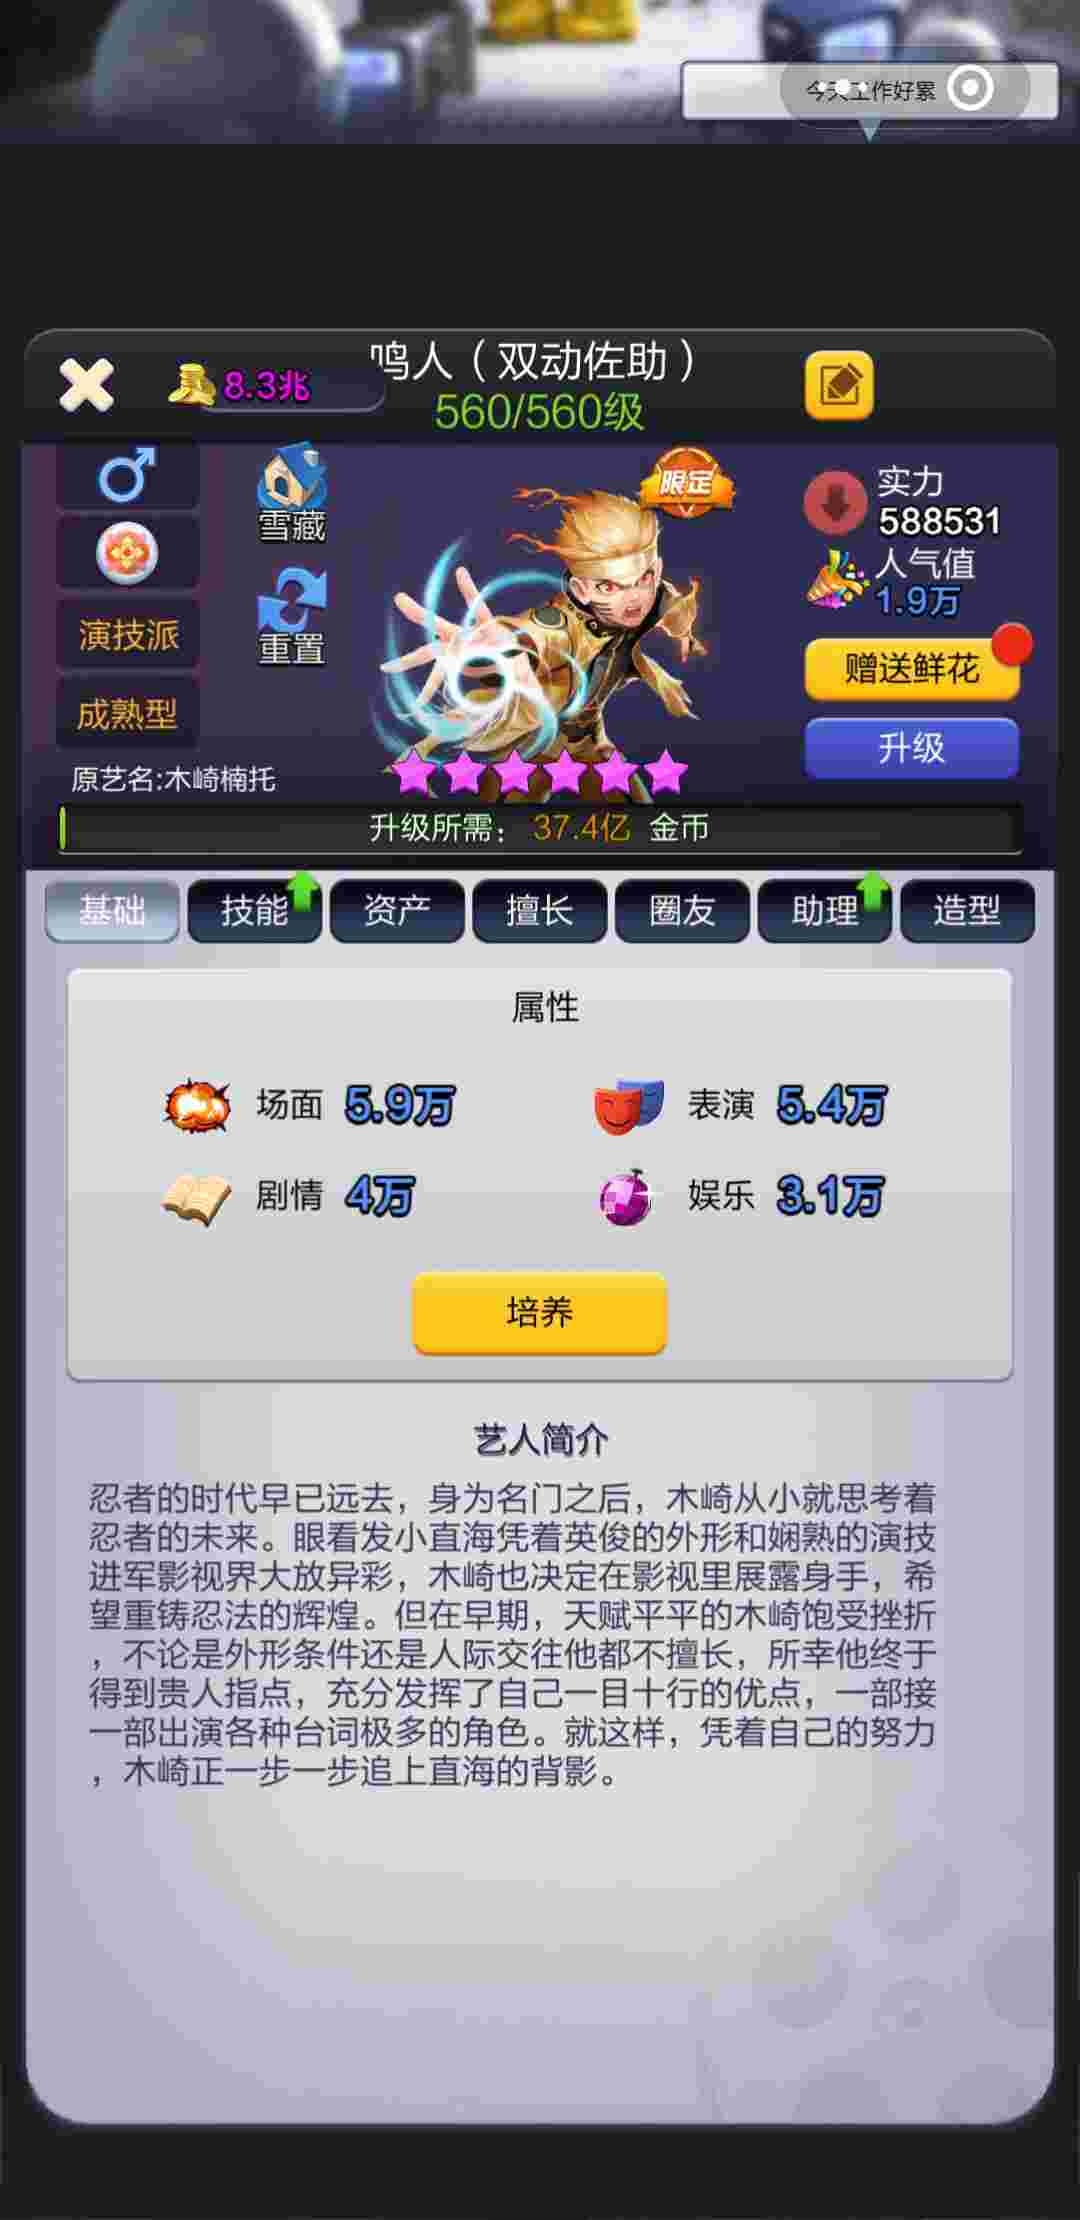 今天工作好累
鸣人（双动佐助）
8.3兆
560/560级
限定
雪藏
重置
演技派
成熟型
原艺名:木崎楠托
实力
588531
人气值
1.9万
赠送鲜花
升级
升级所需： 37.4亿 金币
基础 技能 资产 擅长 圈友 助理 造型
属性
场面 5.9万 表演 5.4万
剧情 4万 娱乐 3.1万
培养
艺人简介
忍者的时代早已远去，身为名门之后，木崎从小就思考着
忍者的未来。眼看发小直海凭着英俊的外形和娴熟的演技
进军影视界大放异彩，木崎也决定在影视里展露身手，希
望重铸忍法的辉煌。但在早期，天赋平平的木崎饱受挫折
，不论是外形条件还是人际交往他都不擅长，所幸他终于
得到贵人指点，充分发挥了自己一目十行的优点，一部接
一部出演各种台词极多的角色。就这样，凭着自己的努力
，木崎正一步一步追上直海的背影。